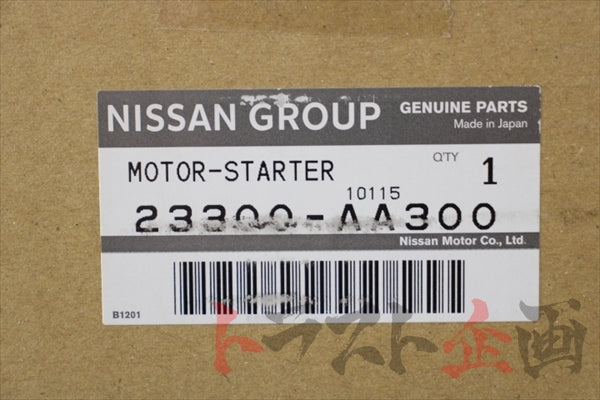 NISSAN GROUP
GENUINE PARTS
Made in Japan
MOTOR-STARTER
Q'TY 1
10115
23300-AA300
Nissan Motor Co., Ltd.
B1201
トラスト企画